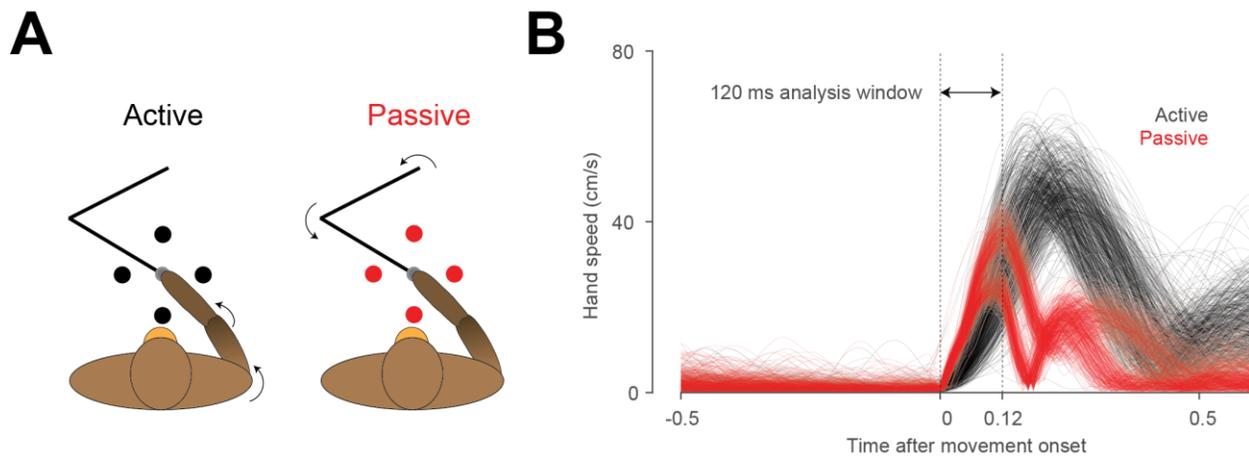 A
B
Active
Passive
80
120 ms analysis window
Active
Passive
Hand speed (cm/s)
40
0
-0.5
0
0.12
0.5
Time after movement onset